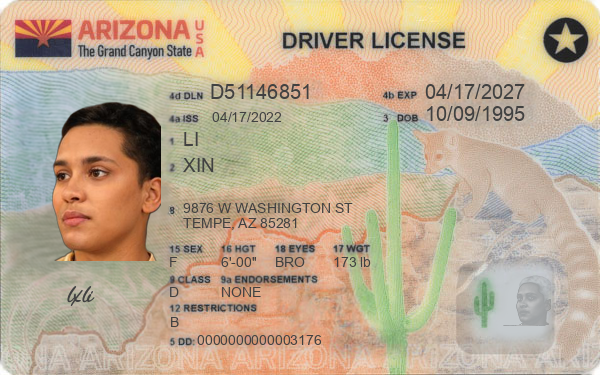 ARIZONA USA
The Grand Canyon State
DRIVER LICENSE
4d DLN D51146851
4b EXP 04/17/2027
4a ISS 04/17/2022
3 DOB 10/09/1995
1 LI
2 XIN
8 9876 W WASHINGTON ST
TEMPE, AZ 85281
15 SEX 16 HGT 18 EYES 17 WGT
F 6'-00" BRO 173 lb
9 CLASS 9a ENDORSEMENTS
D NONE
12 RESTRICTIONS
B
5 DD: 0000000000003176
ARIZONA ARIZONA ARIZONA ARIZONA